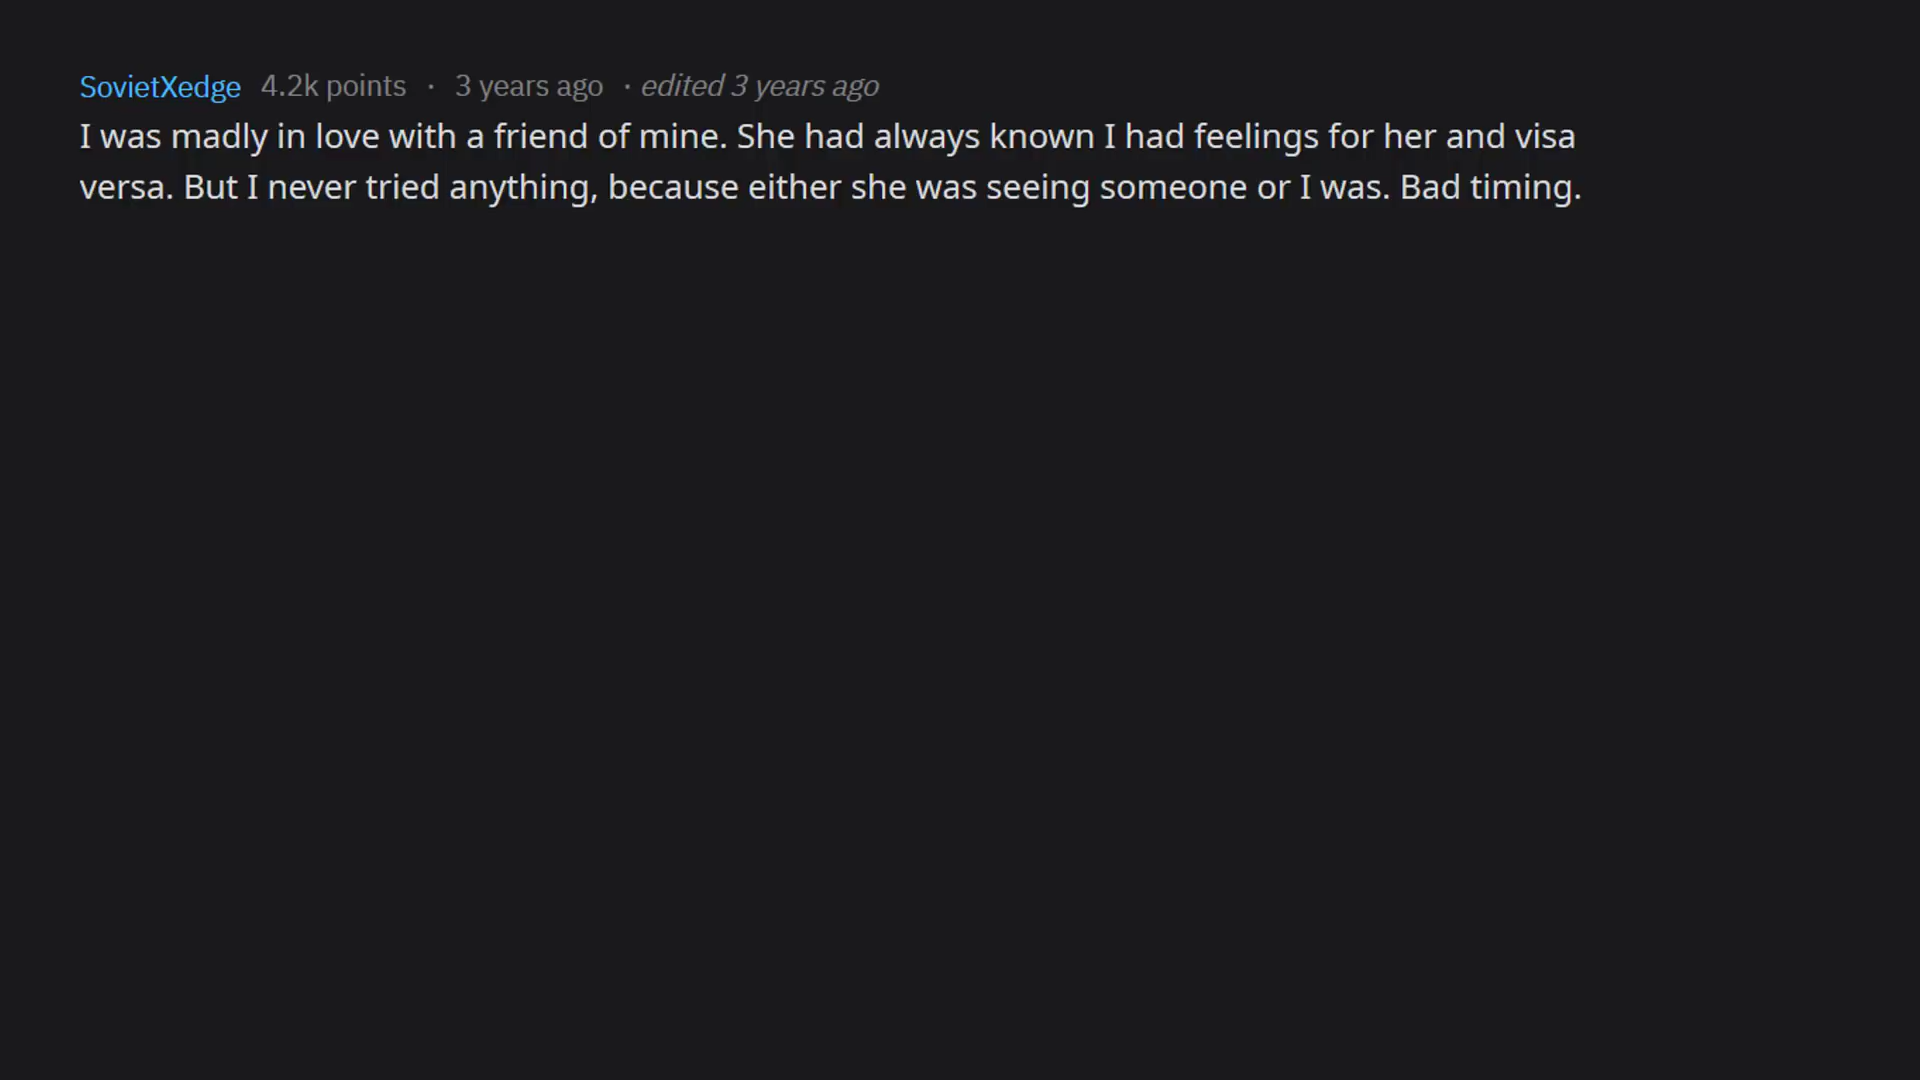 SovietXedge 4.2k points · 3 years ago · edited 3 years ago
I was madly in love with a friend of mine. She had always known I had feelings for her and visa
versa. But I never tried anything, because either she was seeing someone or I was. Bad timing.